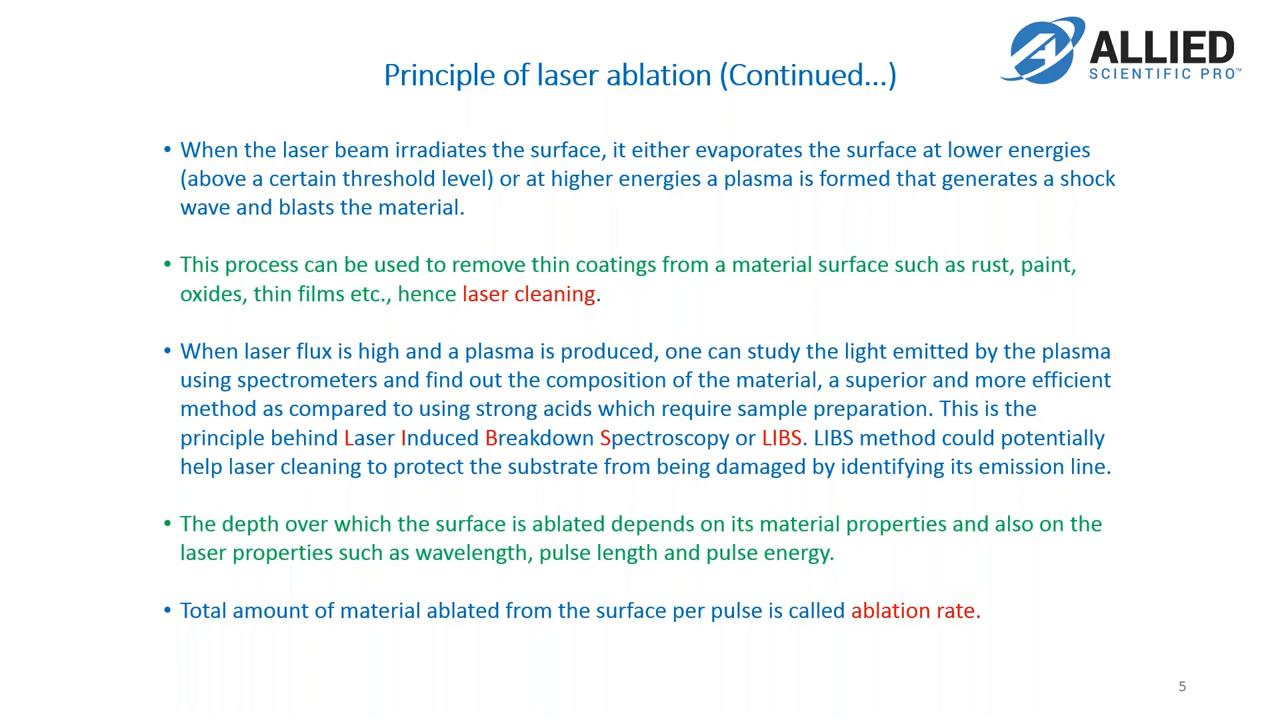 ALLIED
SCIENTIFIC PRO™
Principle of laser ablation (Continued...)
• When the laser beam irradiates the surface, it either evaporates the surface at lower energies
(above a certain threshold level) or at higher energies a plasma is formed that generates a shock
wave and blasts the material.
• This process can be used to remove thin coatings from a material surface such as rust, paint,
oxides, thin films etc., hence laser cleaning.
• When laser flux is high and a plasma is produced, one can study the light emitted by the plasma
using spectrometers and find out the composition of the material, a superior and more efficient
method as compared to using strong acids which require sample preparation. This is the
principle behind Laser Induced Breakdown Spectroscopy or LIBS. LIBS method could potentially
help laser cleaning to protect the substrate from being damaged by identifying its emission line.
• The depth over which the surface is ablated depends on its material properties and also on the
laser properties such as wavelength, pulse length and pulse energy.
• Total amount of material ablated from the surface per pulse is called ablation rate.
5